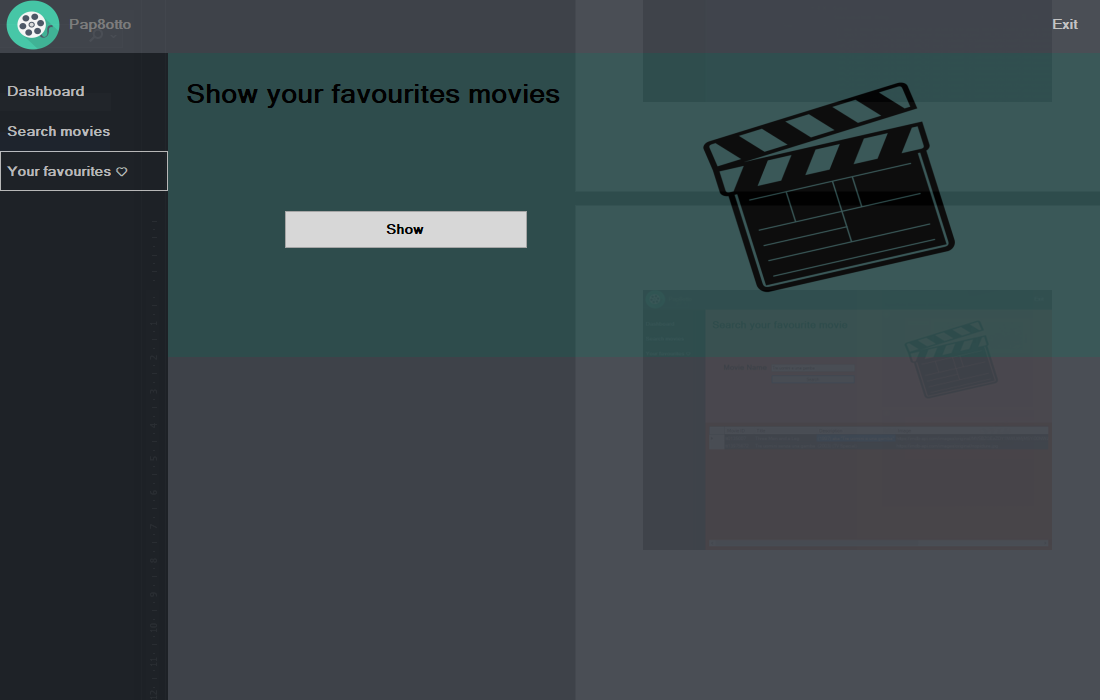 Pap8otto
Exit
Dashboard
Search movies
Your favourites ♡
Show your favourites movies
Show
Search your favourite movie